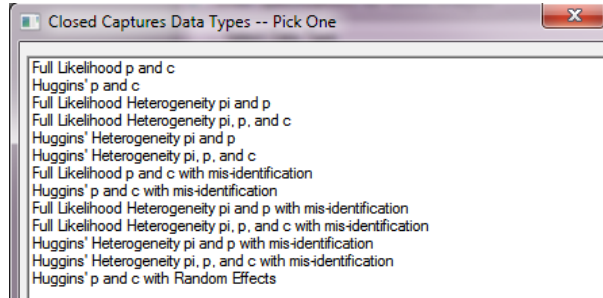 Closed Captures Data Types -- Pick One
Full Likelihood p and c
Huggins' p and c
Full Likelihood Heterogeneity pi and p
Full Likelihood Heterogeneity pi, p, and c
Huggins' Heterogeneity pi and p
Huggins' Heterogeneity pi, p, and c
Full Likelihood p and c with mis-identification
Huggins' p and c with mis-identification
Full Likelihood Heterogeneity pi and p with mis-identification
Full Likelihood Heterogeneity pi, p, and c with mis-identification
Huggins' Heterogeneity pi and p with mis-identification
Huggins' Heterogeneity pi, p, and c with mis-identification
Huggins' p and c with Random Effects